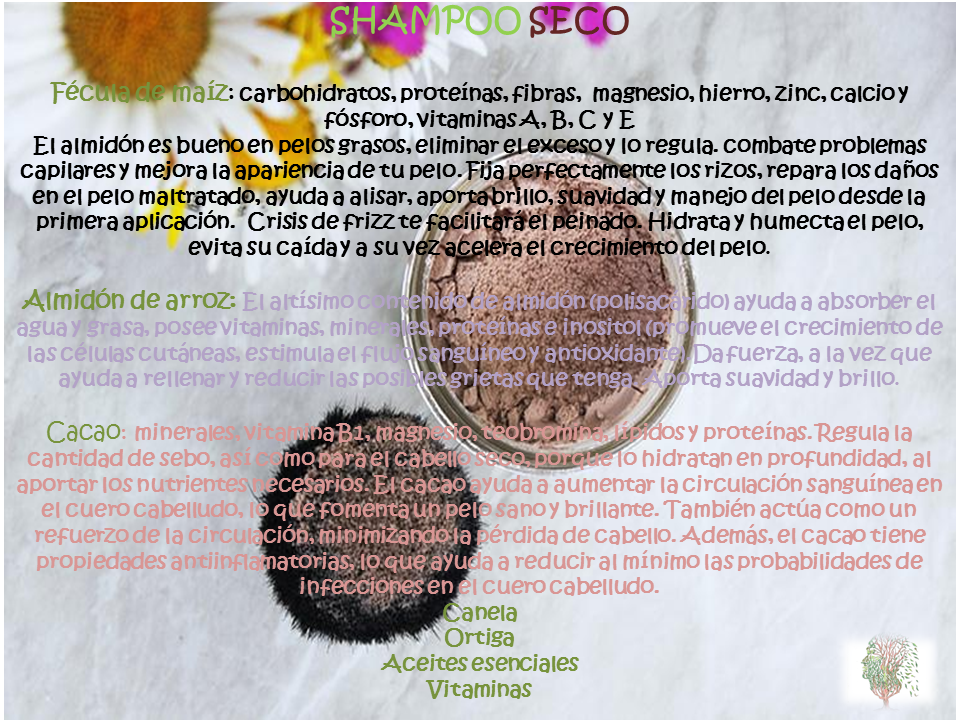 SHAMPOO SECO
Fécula de maíz: carbohidratos, proteínas, fibras, magnesio, hierro, zinc, calcio y
fósforo, vitaminas A, B, C y E
El almidón es bueno en pelos grasos, eliminar el exceso y lo regula. combate problemas
capilares y mejora la apariencia de tu pelo. Fija perfectamente los rizos, repara los daños
en el pelo maltratado, ayuda a alisar, aporta brillo, suavidad y manejo del pelo desde la
primera aplicación. Crisis de frizz te facilitará el peinado. Hidrata y humecta el pelo,
evita su caída y a su vez acelera el crecimiento del pelo.
Almidón de arroz: El altísimo contenido de almidón (polisacárido) ayuda a absorber el
agua y grasa, posee vitaminas, minerales, proteínas e inositol (promueve el crecimiento de
las células cutáneas, estimula el flujo sanguíneo y antioxidante) Da fuerza, a la vez que
ayuda a rellenar y reducir las posibles grietas que tenga. Aporta suavidad y brillo.
Cacao: minerales, vitamina B1, magnesio, teobromina, lípidos y proteínas. Regula la
cantidad de sebo, así como para el cabello seco, porque lo hidratan en profundidad, al
aportar los nutrientes necesarios. El cacao ayuda a aumentar la circulación sanguínea en
el cuero cabelludo, lo que fomenta un pelo sano y brillante. También actúa como un
refuerzo de la circulación, minimizando la pérdida de cabello. Además, el cacao tiene
propiedades antiinflamatorias, lo que ayuda a reducir al mínimo las probabilidades de
infecciones en el cuero cabelludo.
Canela
Ortiga
Aceites esenciales
Vitaminas